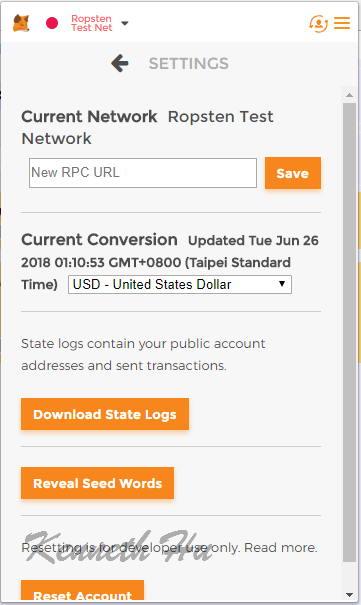 Ropsten
Test Net
SETTINGS
Current Network Ropsten Test
Network
New RPC URL
Save
Current Conversion Updated Tue Jun 26
2018 01:10:53 GMT+0800 (Taipei Standard
Time) USD - United States Dollar
State logs contain your public account
addresses and sent transactions.
Download State Logs
Reveal Seed Words
Kenneth Hu
Resetting is for developer use only. Read more.
Reset Account